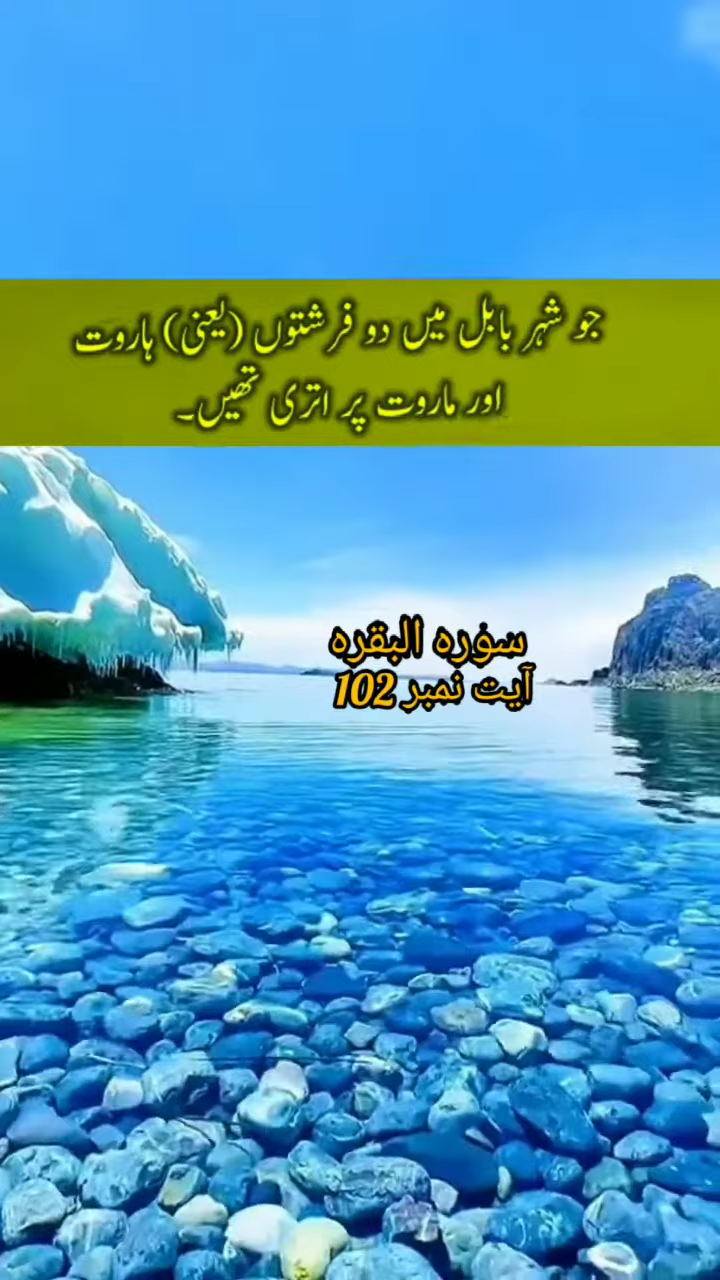 جو شہر بابل میں دو فرشتوں (یعنی) ہاروت
اور ماروت پر اتری تھیں۔
سورہ البقرہ
آیت نمبر 102